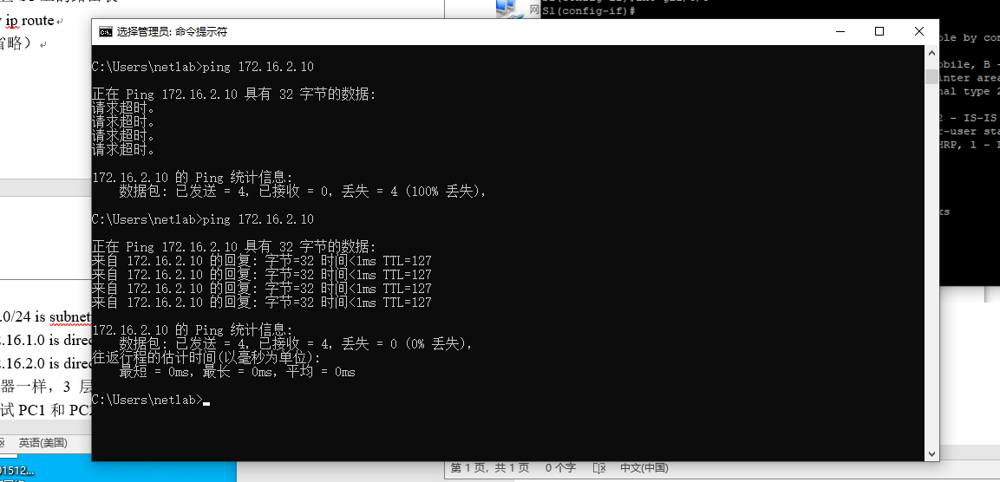 ip route
省略）
S1(config-if)#
选择管理员: 命令提示符
C:\Users\netlab>ping 172.16.2.10
正在 Ping 172.16.2.10 具有 32 字节的数据:
请求超时。
请求超时。
请求超时。
请求超时。
172.16.2.10 的 Ping 统计信息:
数据包: 已发送 = 4，已接收 = 0，丢失 = 4 (100% 丢失)，
C:\Users\netlab>ping 172.16.2.10
正在 Ping 172.16.2.10 具有 32 字节的数据:
来自 172.16.2.10 的回复: 字节=32 时间<1ms TTL=127
来自 172.16.2.10 的回复: 字节=32 时间<1ms TTL=127
来自 172.16.2.10 的回复: 字节=32 时间<1ms TTL=127
来自 172.16.2.10 的回复: 字节=32 时间<1ms TTL=127
172.16.2.10 的 Ping 统计信息:
数据包: 已发送 = 4，已接收 = 4，丢失 = 0 (0% 丢失)，
往返行程的估计时间(以毫秒为单位):
最短 = 0ms，最长 = 0ms，平均 = 0ms
C:\Users\netlab>
.0/24 is subnet
.16.1.0 is direc
.16.2.0 is direc
器一样，3 层
试 PC1 和 PC2
英语(美国)
01512...
第 1 页，共 1 页 0 个字 中文(中国)
ble by con
obile, B -
inter area
nal type 2
2 - IS-IS
r-user sta
HRP, l - L
ks